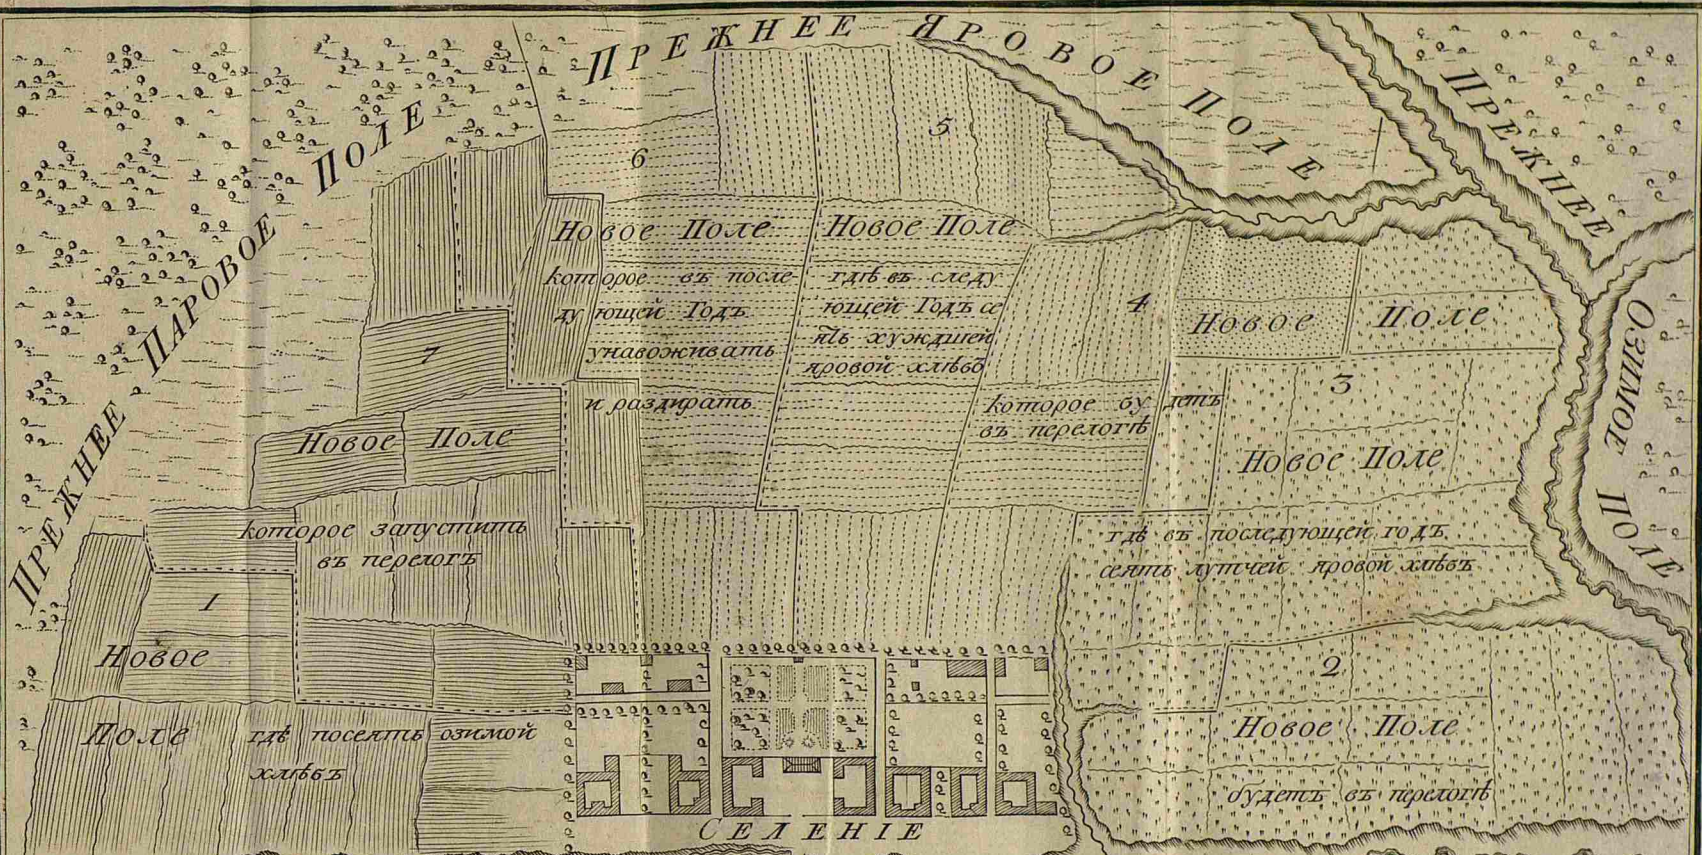 ПРЕЖНЕЕ ПАРОВОЕ ПОЛЕ
ПРЕЖНЕЕ ЯРОВОЕ ПОЛЕ
ПРЕЖНЕЕ ОЗИМОЕ ПОЛЕ
6
Новое Поле
которое въ после-
дующей Годъ
унавоживать
и раздирать
5
Новое Поле
гдѣ въ следу
ющей Годъ се
ять хуждшей
яровой хлѣбъ
4
Новое Поле
которое будетъ
въ перелогѣ
3
Новое Поле
гдѣ въ последующей годъ
сеять лутчей яровой хлѣбъ
7
Новое Поле
которое запустить
въ перелогъ
1
Новое
Поле гдѣ посеять озимой
хлѣбъ
2
Новое Поле
будетъ въ перелогѣ
СЕЛЕНІЕ